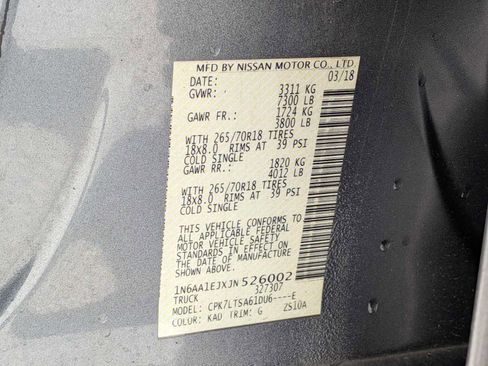 MFD BY NISSAN MOTOR CO., LTD.
DATE: 03/18
GVWR: 3311 KG
7300 LB
GAWR FR.: 1724 KG
3800 LB
WITH 265/70R18 TIRES
18x8.0 RIMS AT 39 PSI
COLD SINGLE
GAWR RR.: 1820 KG
4012 LB
WITH 265/70R18 TIRES
18x8.0 RIMS AT 39 PSI
COLD SINGLE
THIS VEHICLE CONFORMS TO
ALL APPLICABLE FEDERAL
MOTOR VEHICLE SAFETY
STANDARDS IN EFFECT ON
THE DATE OF MANUFACTURE
SHOWN ABOVE.
1N6AA1EJXJN526002
TRUCK 327307
MODEL: CPK7LTSA61DU6----E
COLOR: KAD TRIM: G ZS10A